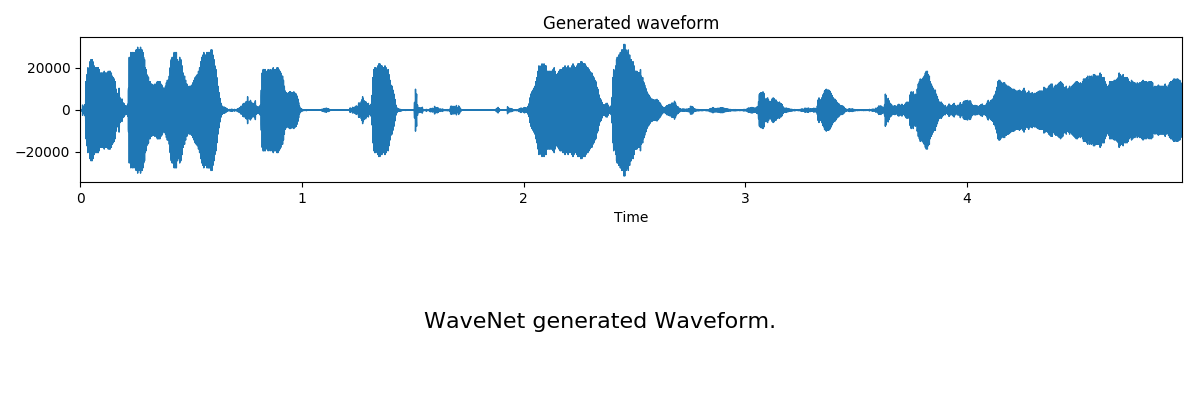 Generated waveform
20000
0
−20000
0 1 2 3 4
Time
WaveNet generated Waveform.